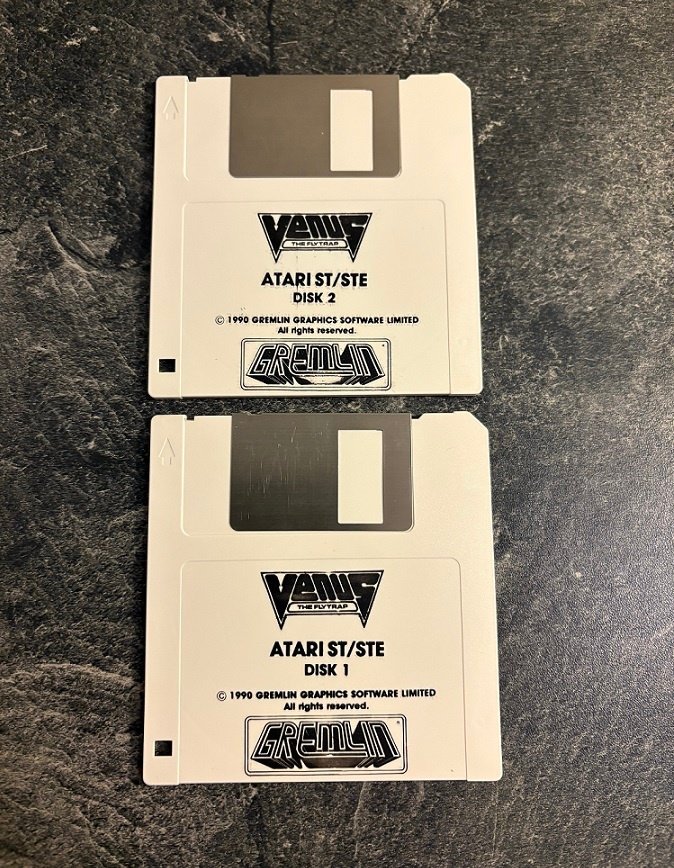 Venus
THE FLYTRAP
ATARI ST/STE
DISK 2
© 1990 GREMLIN GRAPHICS SOFTWARE LIMITED
All rights reserved.
GREMLIN
Venus
THE FLYTRAP
ATARI ST/STE
DISK 1
© 1990 GREMLIN GRAPHICS SOFTWARE LIMITED
All rights reserved.
GREMLIN